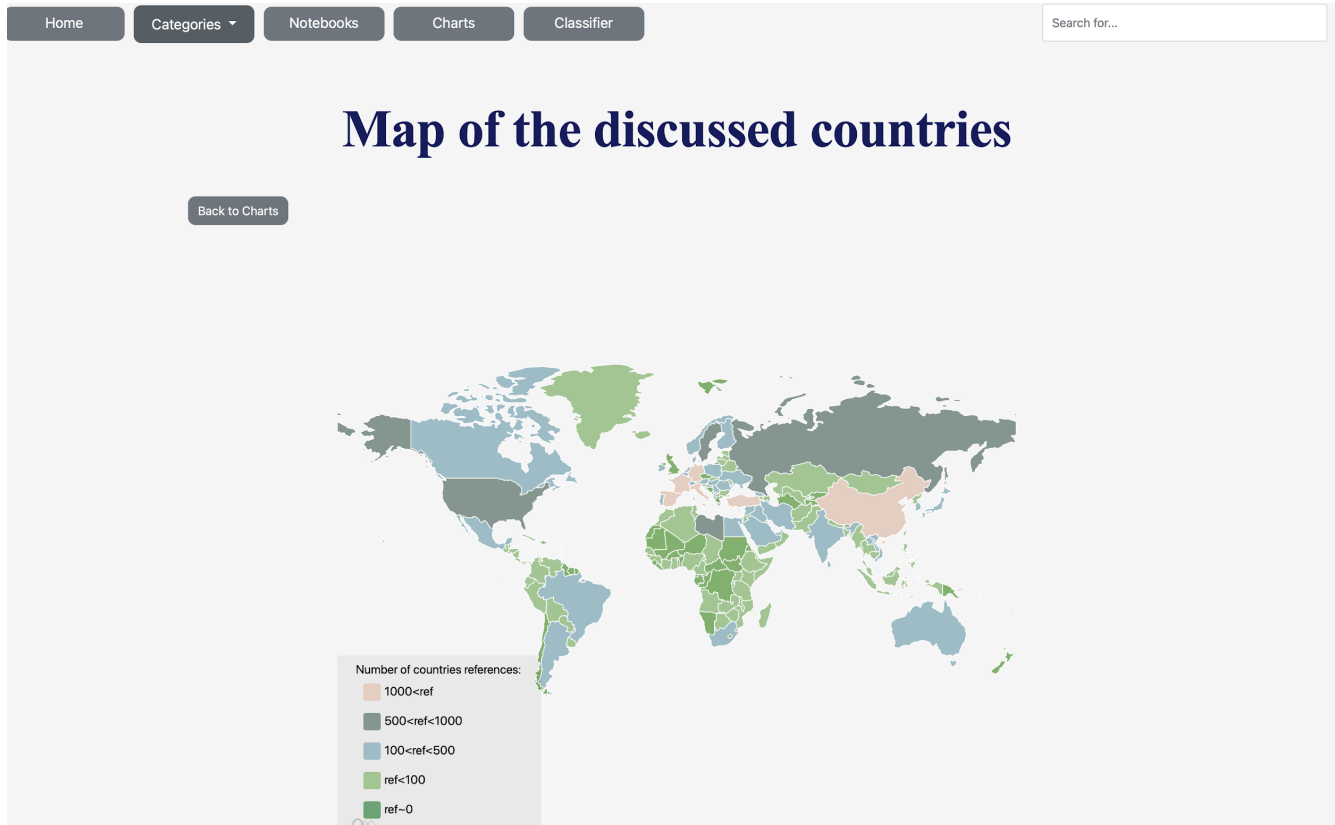 Home Categories Notebooks Charts Classifier Search for...
Map of the discussed countries
Back to Charts
Number of countries references:
1000<ref
500<ref<1000
100<ref<500
ref<100
ref~0